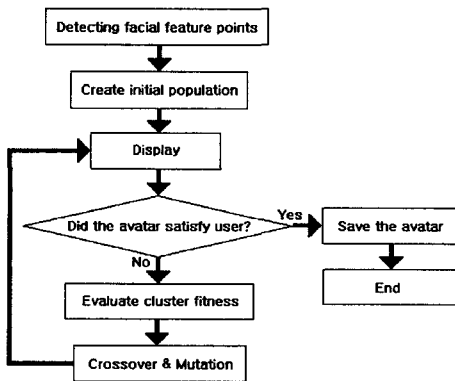 Detecting facial feature points
Create initial population
Display
Did the avatar satisfy user?
Yes
Save the avatar
No
End
Evaluate cluster fitness
Crossover & Mutation